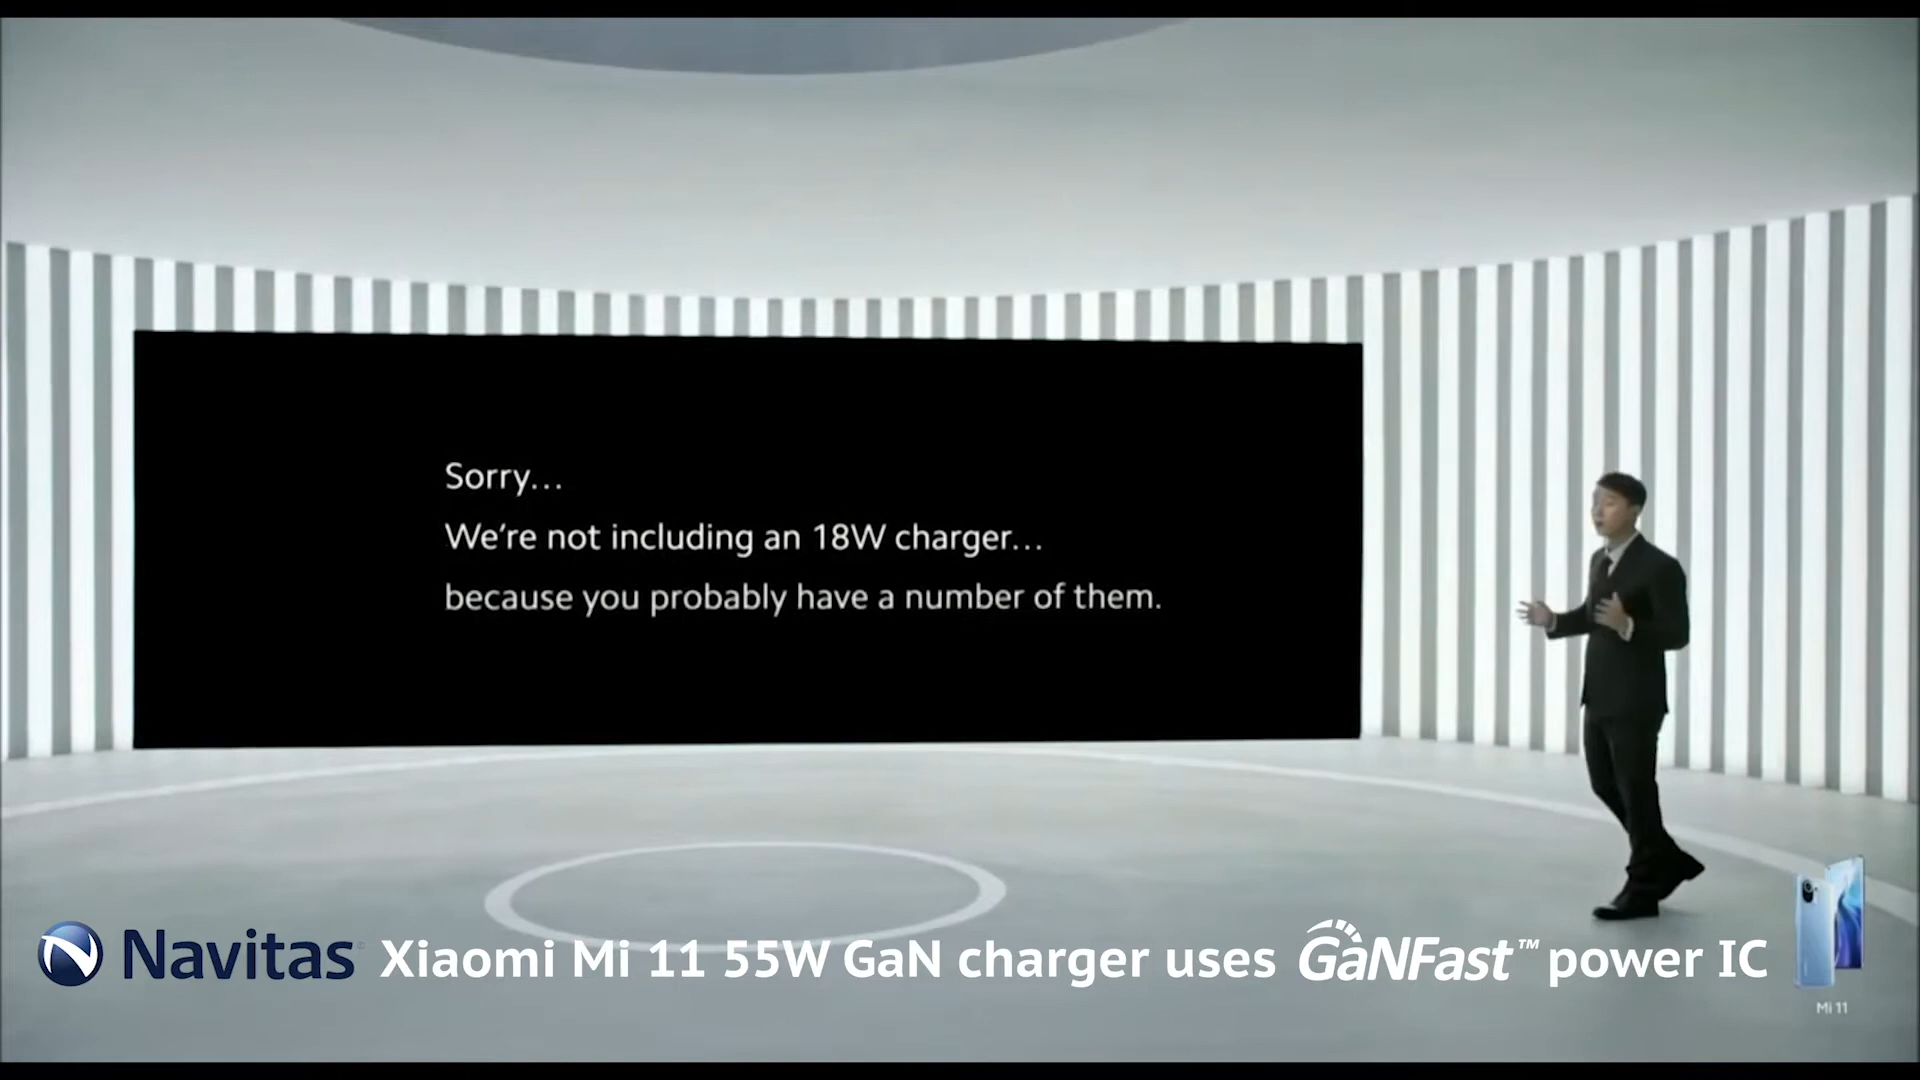 Sorry...
We're not including an 18W charger...
because you probably have a number of them.
Navitas Xiaomi Mi 11 55W GaN charger uses GaNFast™ power IC
Mi 11